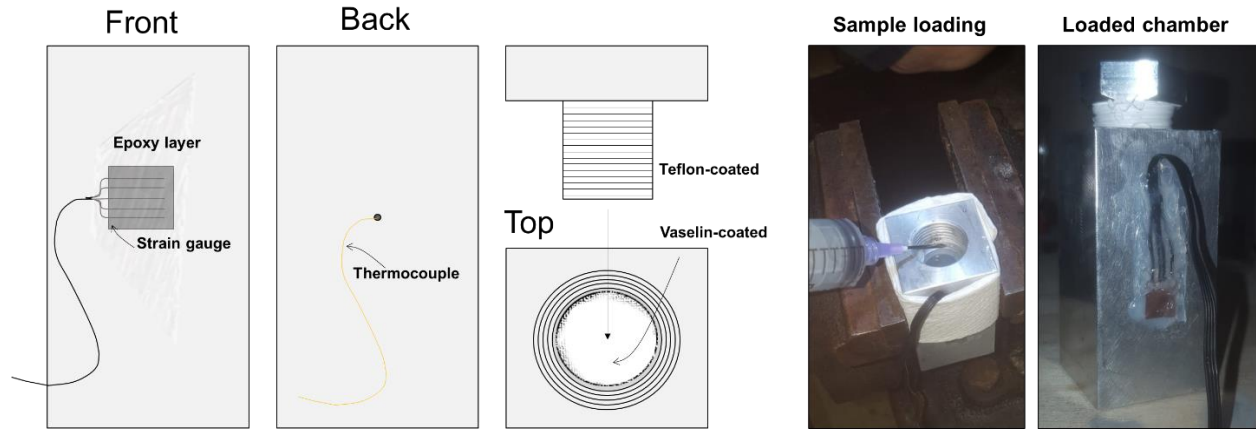 Front
Back
Sample loading
Loaded chamber
Epoxy layer
Strain gauge
Thermocouple
Teflon-coated
Top
Vaselin-coated